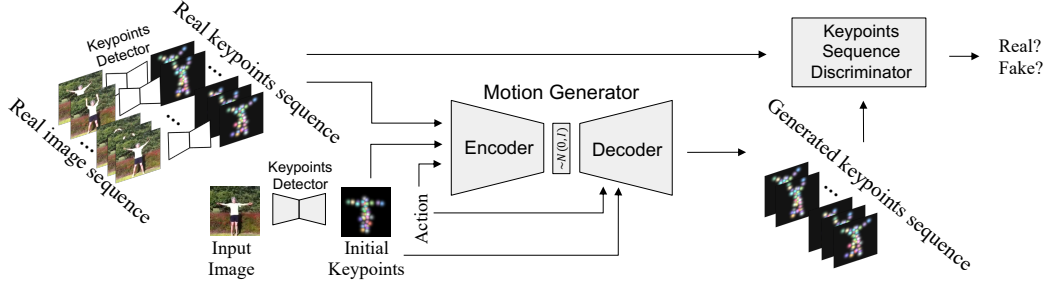 Keypoints
Detector
Real keypoints sequence
Real image sequence
...
...
...
Keypoints
Detector
Input
Image
Initial
Keypoints
Action
Motion Generator
Encoder
~N(0,I)
Decoder
Generated keypoints sequence
...
Keypoints
Sequence
Discriminator
Real?
Fake?